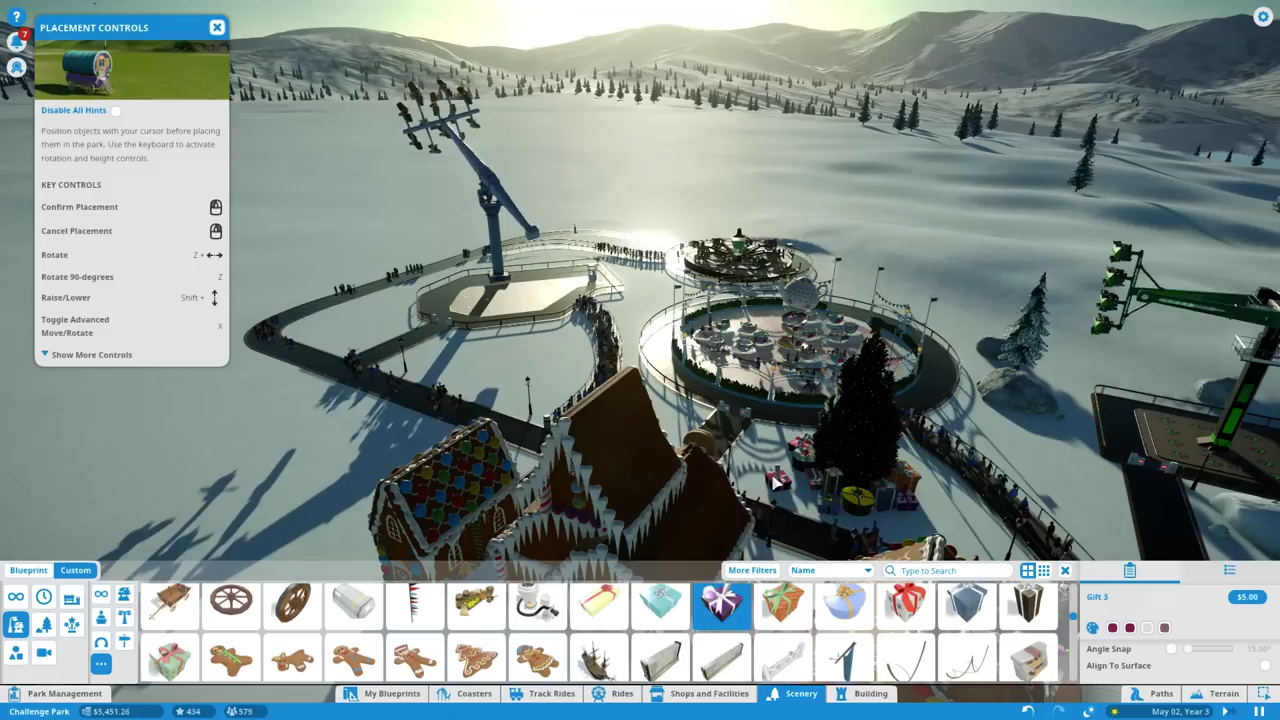 ?
7
PLACEMENT CONTROLS
Disable All Hints
Position objects with your cursor before placing
them in the park. Use the keyboard to activate
rotation and height controls.
KEY CONTROLS
Confirm Placement
Cancel Placement
Rotate Z +
Rotate 90-degrees Z
Raise/Lower Shift +
Toggle Advanced
Move/Rotate X
Show More Controls
Blueprint Custom More Filters Name Type to Search
Gift 3 $5.00
Angle Snap 15.00°
Align To Surface
Park Management My Blueprints Coasters Track Rides Rides Shops and Facilities Scenery Building Paths Terrain
Challenge Park $5,451.26 434 579 May 02, Year 3